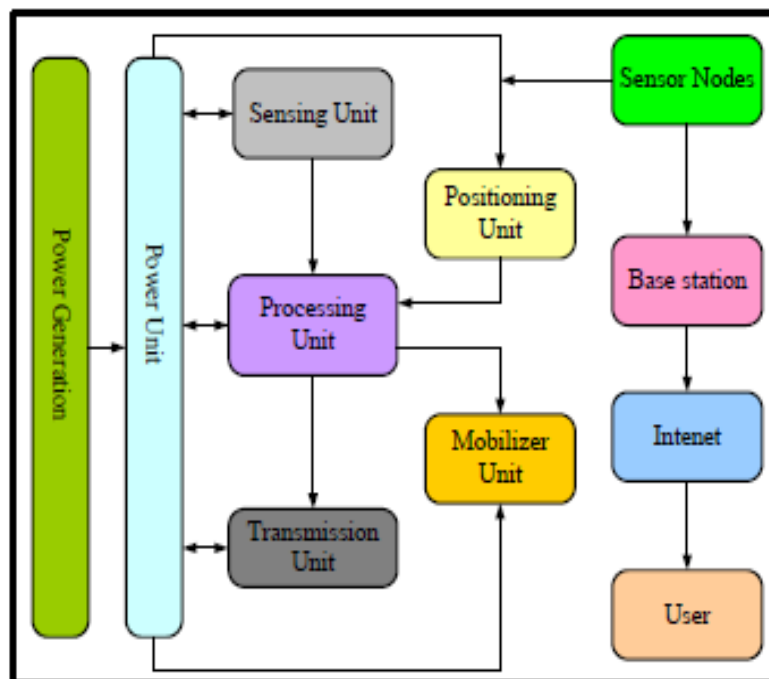 Power Generation
Power Unit
Sensing Unit
Positioning
Unit
Processing
Unit
Mobilizer
Unit
Transmission
Unit
Sensor Nodes
Base station
Intenet
User